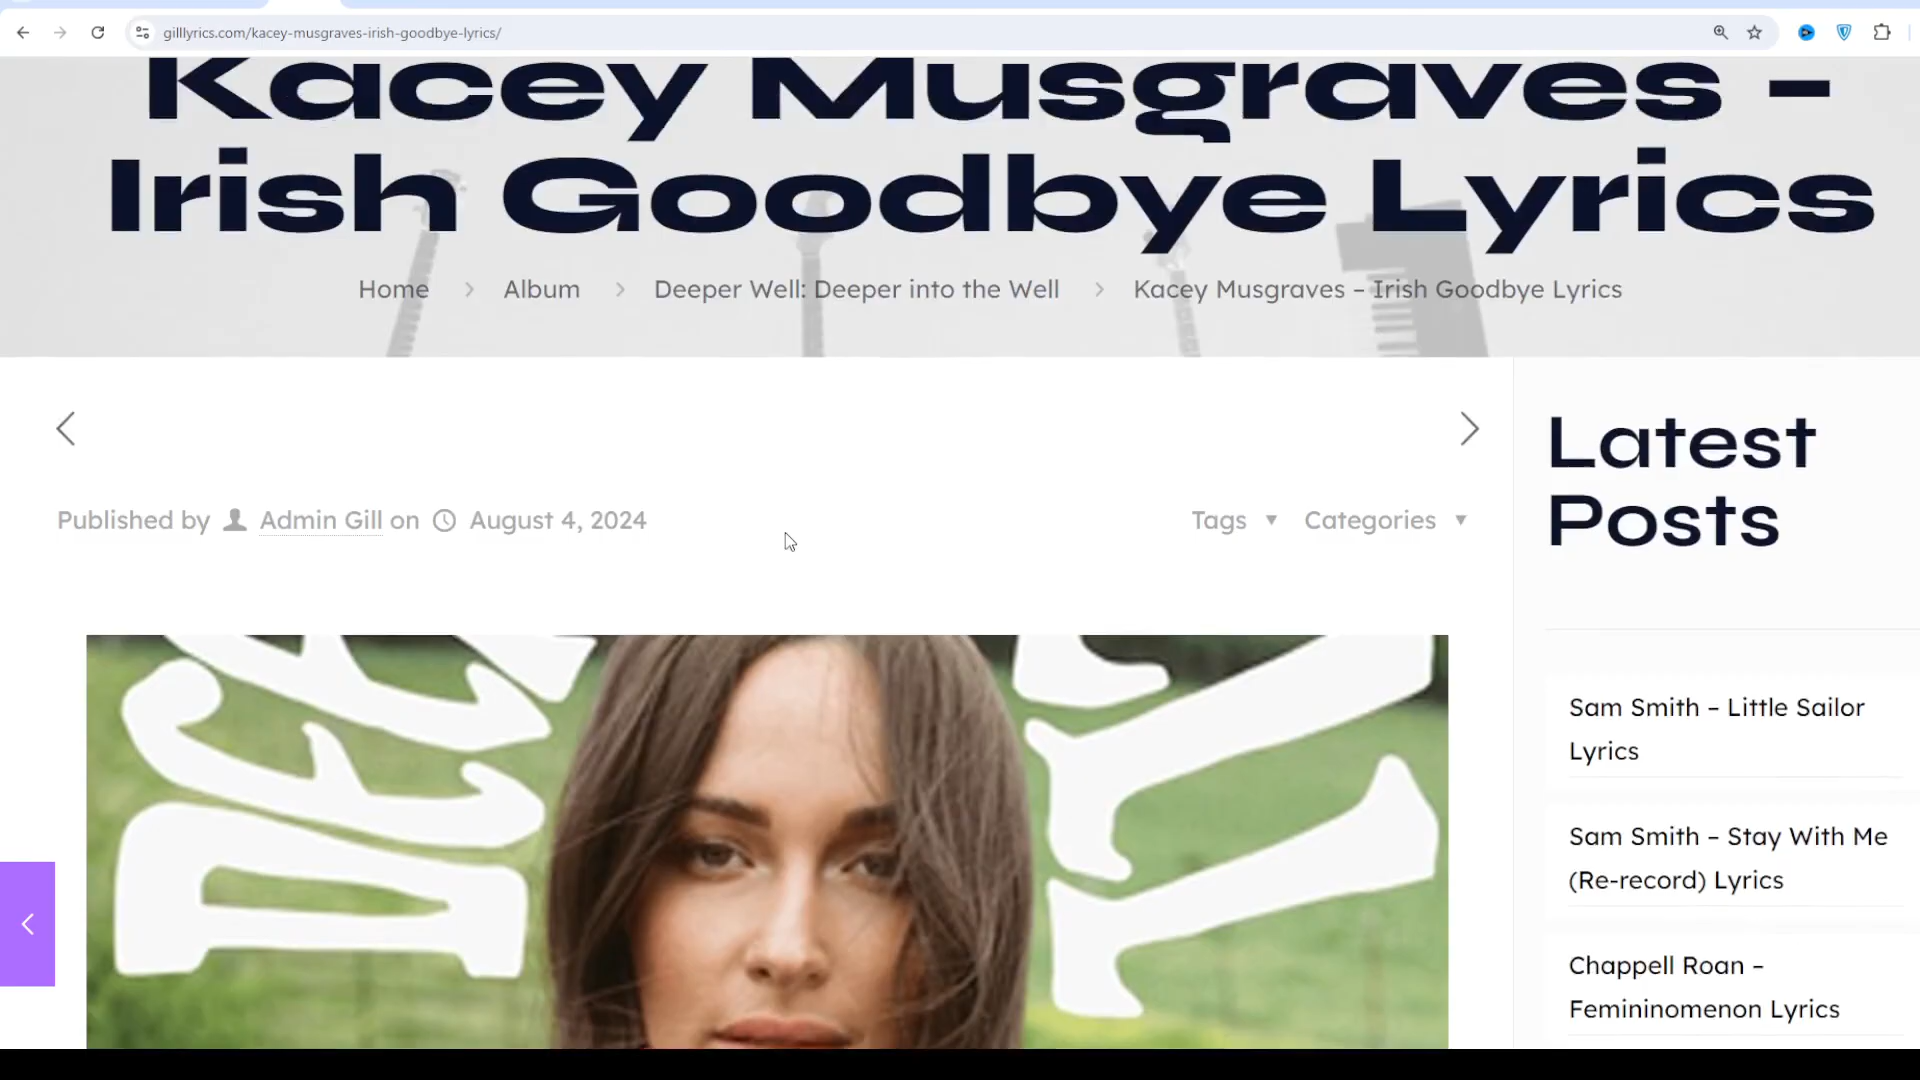 gilllyrics.com/kacey-musgraves-irish-goodbye-lyrics/
Kacey Musgraves –
Irish Goodbye Lyrics
Home > Album > Deeper Well: Deeper into the Well > Kacey Musgraves – Irish Goodbye Lyrics
Published by Admin Gill on August 4, 2024
Tags ▼ Categories ▼
Latest
Posts
Sam Smith – Little Sailor
Lyrics
Sam Smith – Stay With Me
(Re-record) Lyrics
Chappell Roan –
Femininomenon Lyrics